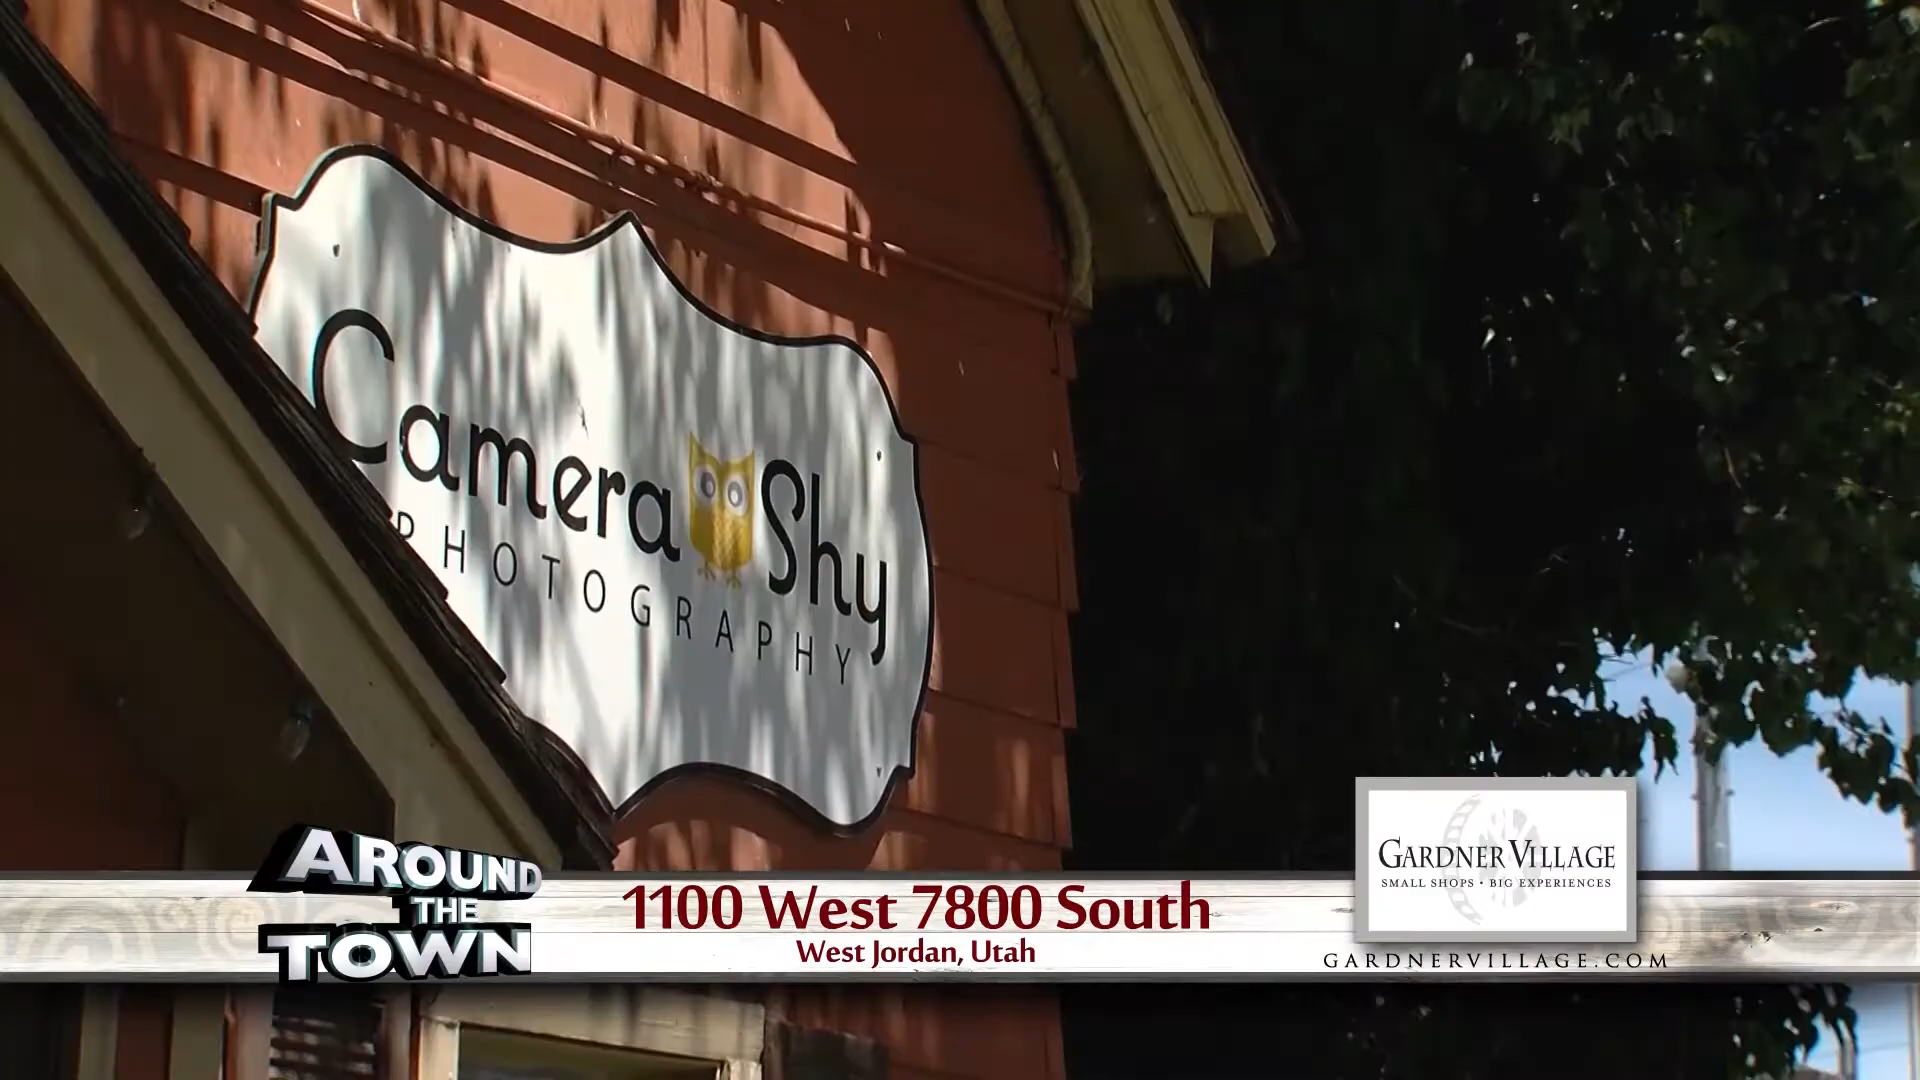 Camera Shy
PHOTOGRAPHY
AROUND
THE
TOWN
1100 West 7800 South
West Jordan, Utah
GARDNER VILLAGE
SMALL SHOPS • BIG EXPERIENCES
GARDNERVILLAGE.COM